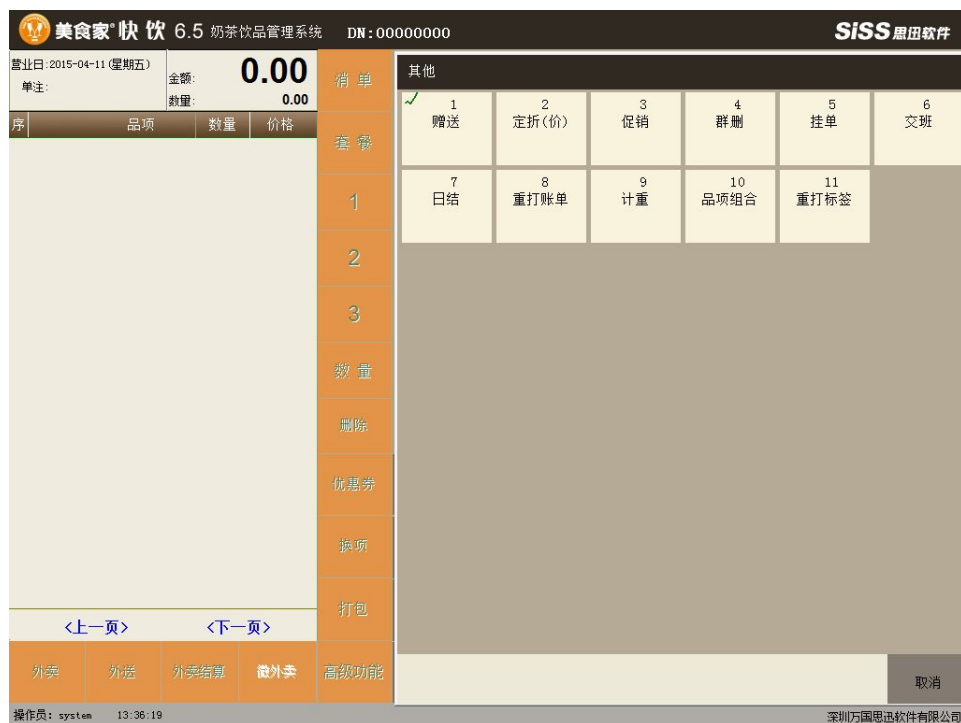 美食家®快饮 6.5 奶茶饮品管理系统 DN:00000000 SiSS思迅软件
营业日:2015-04-11(星期五)
单注:
金额: 0.00
数量: 0.00
序 品项 数量 价格
<上一页> <下一页>
外卖 外送 外卖结算 微外卖 高级功能
消单
套餐
1
2
3
数量
删除
优惠券
换项
打包
其他
1 2 3 4 5 6
赠送 定折(价) 促销 群删 挂单 交班
7 8 9 10 11
日结 重打账单 计重 品项组合 重打标签
取消
操作员: system 13:36:19 深圳万国思迅软件有限公司